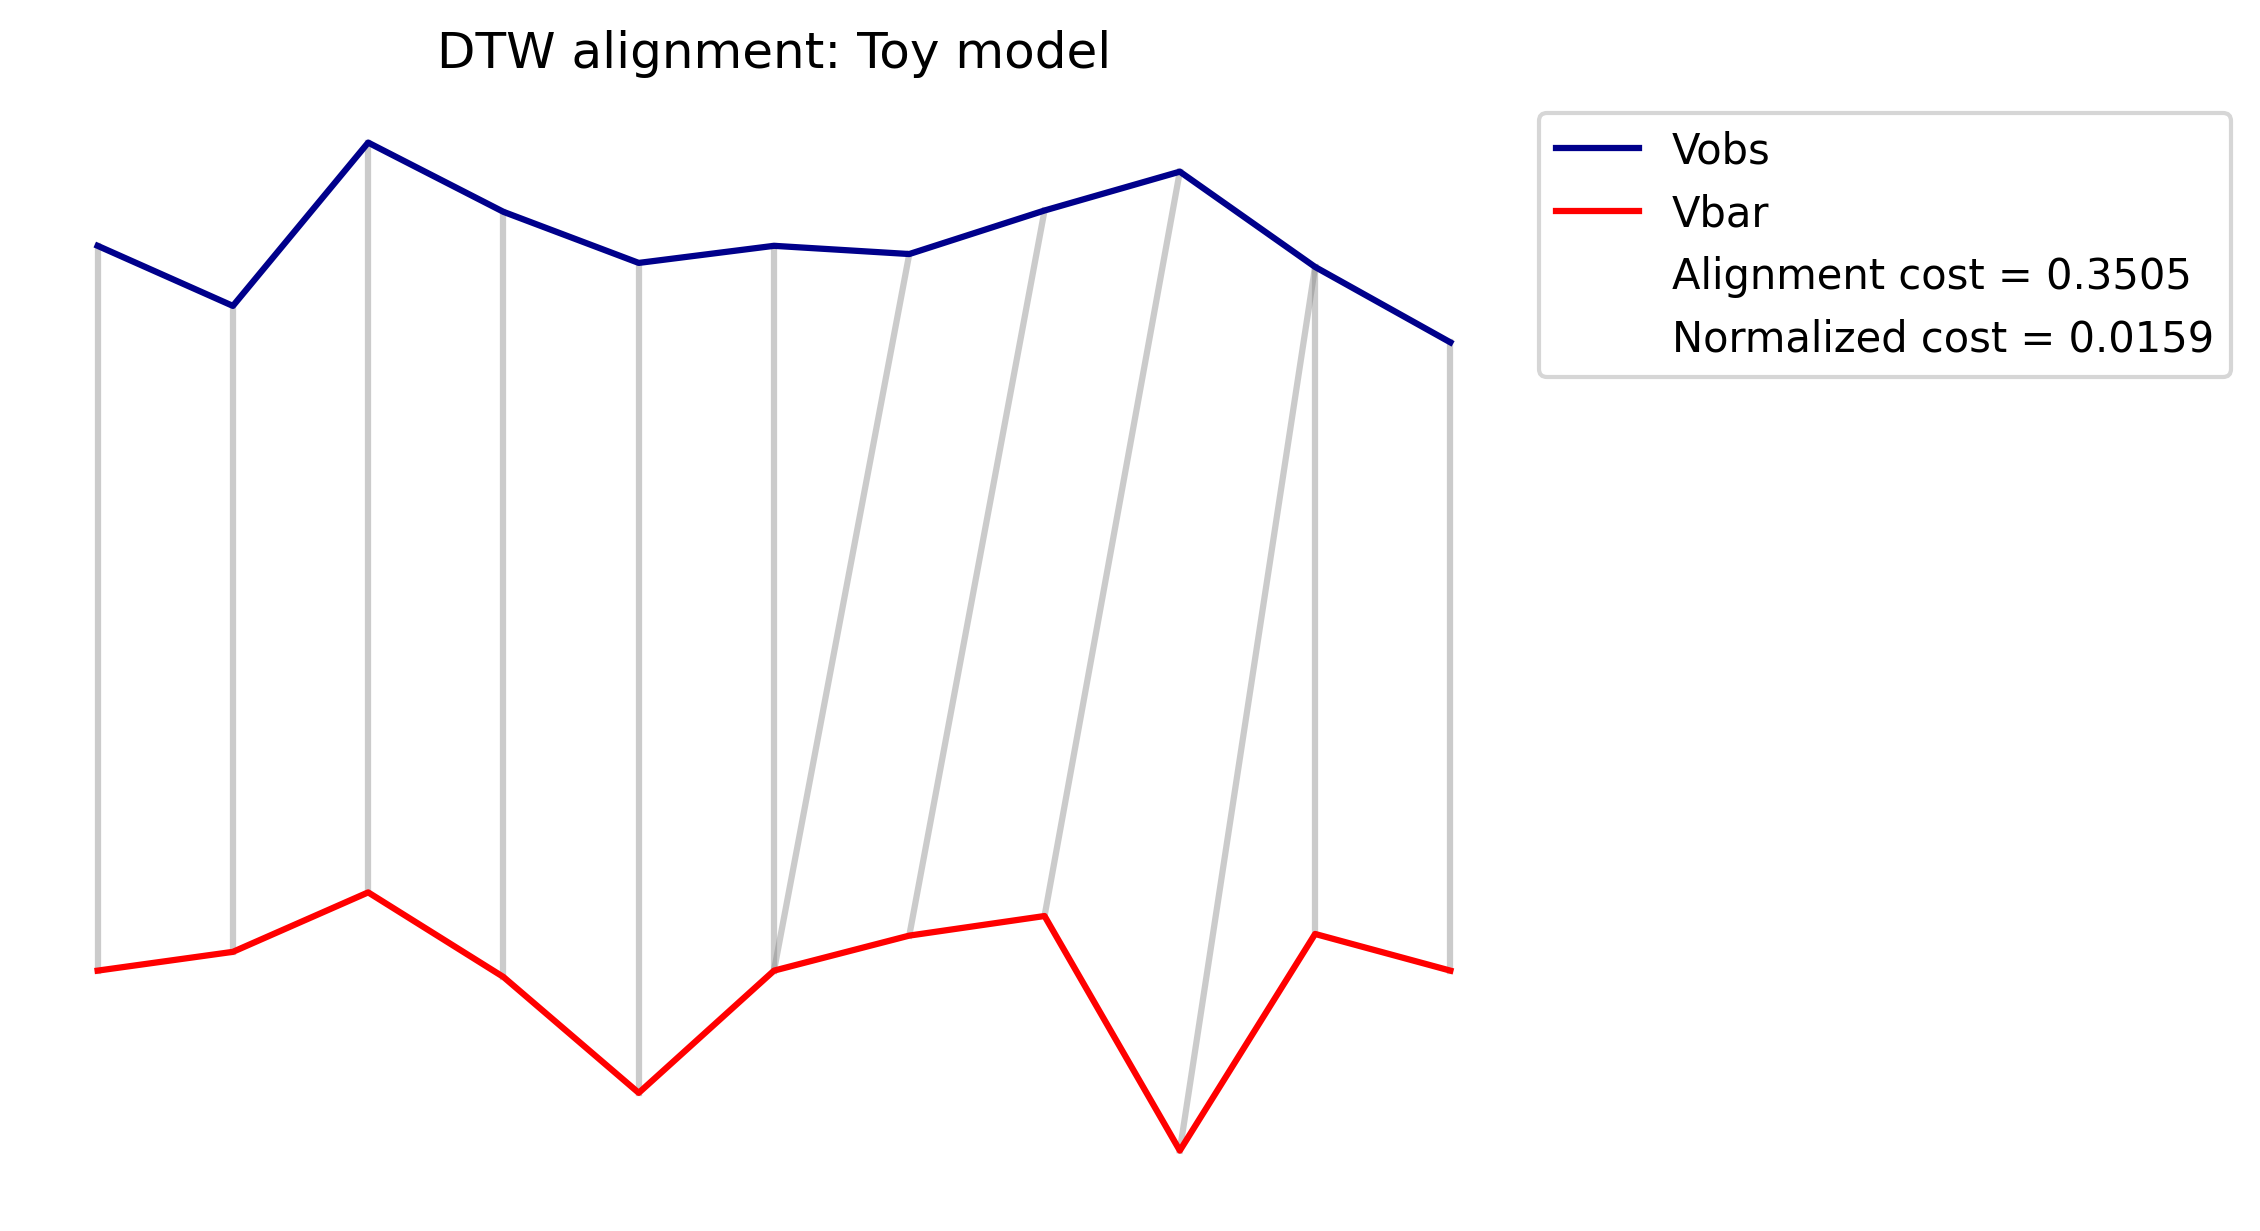 DTW alignment: Toy model
Vobs
Vbar
Alignment cost = 0.3505
Normalized cost = 0.0159